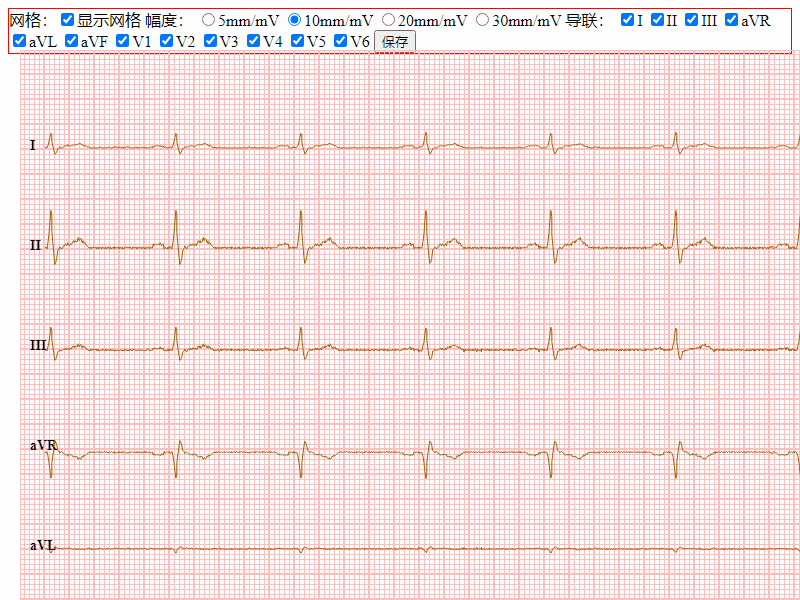 网格： 显示网格 幅度： 5mm/mV 10mm/mV 20mm/mV 30mm/mV 导联： I II III aVR
aVL aVF V1 V2 V3 V4 V5 V6 保存
I
II
III
aVR
aVL